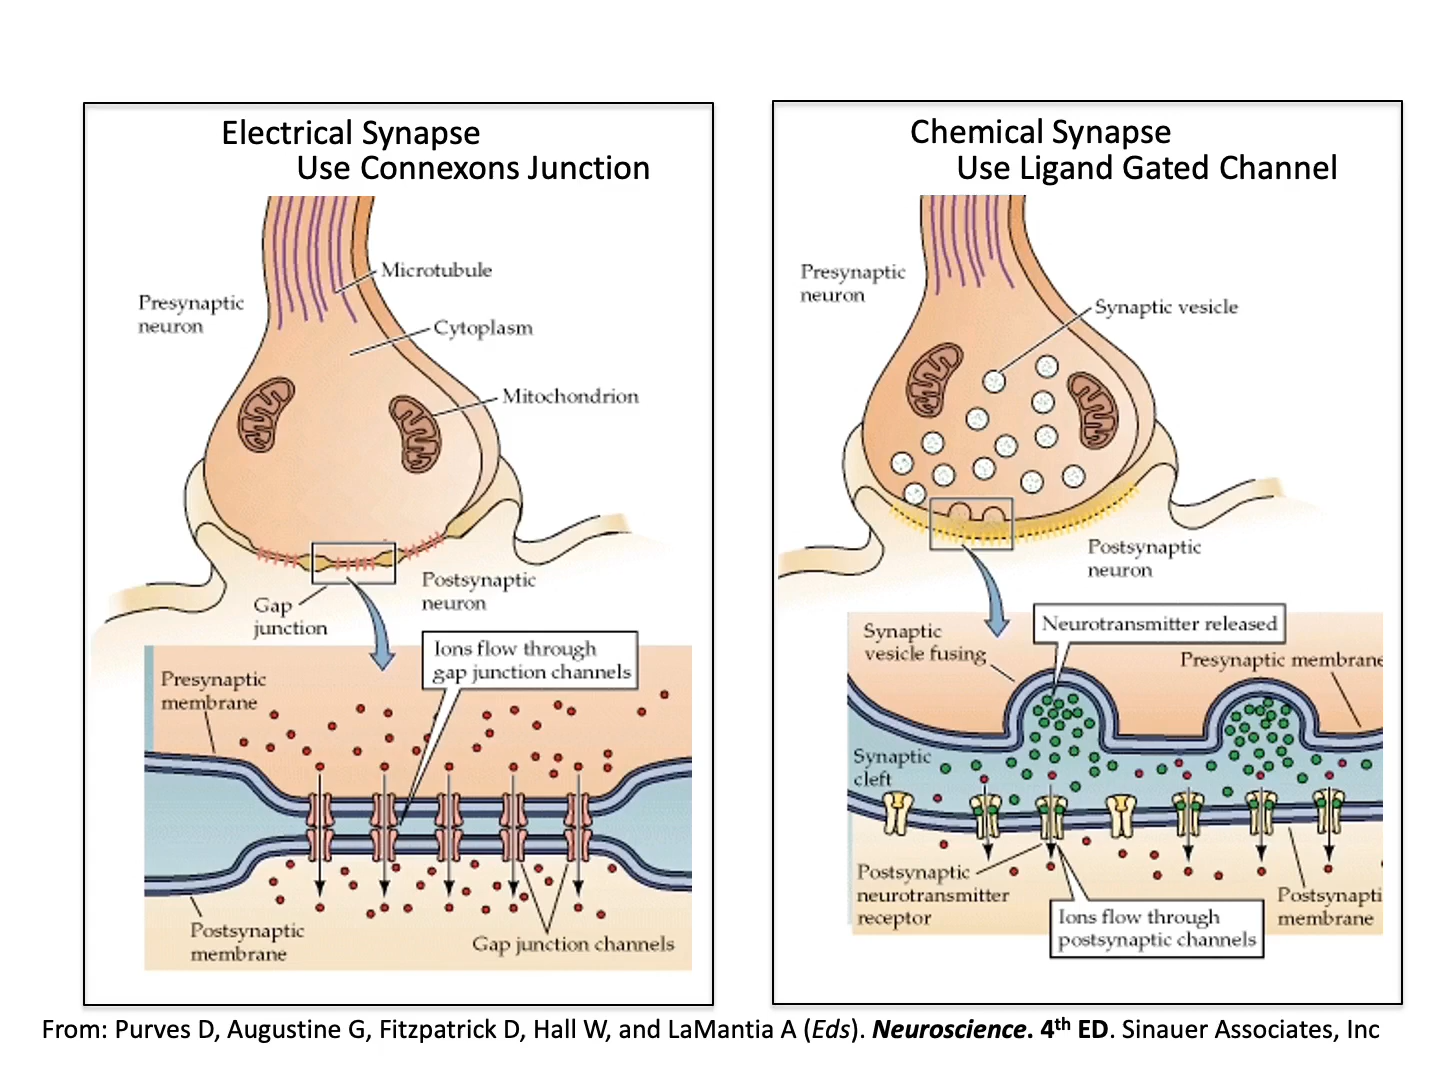 Electrical Synapse
Use Connexons Junction
Microtubule
Presynaptic
neuron
Cytoplasm
Mitochondrion
Postsynaptic
neuron
Gap
junction
Ions flow through
gap junction channels
Presynaptic
membrane
Postsynaptic
membrane
Gap junction channels
Chemical Synapse
Use Ligand Gated Channel
Presynaptic
neuron
Synaptic vesicle
Postsynaptic
neuron
Neurotransmitter released
Synaptic
vesicle fusing
Presynaptic membrane
Synaptic
cleft
Postsynaptic
neurotransmitter
receptor
Ions flow through
postsynaptic channels
Postsynapti
membrane
From: Purves D, Augustine G, Fitzpatrick D, Hall W, and LaMantia A (Eds). Neuroscience. 4th ED. Sinauer Associates, Inc